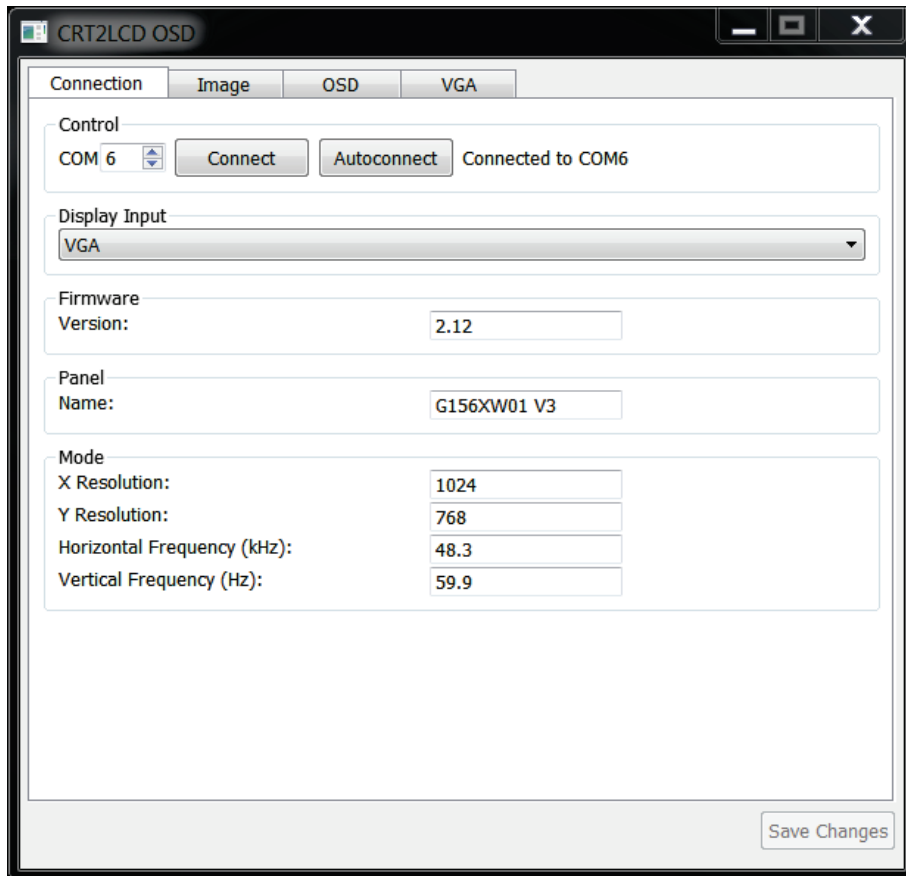 CRT2LCD OSD
Connection Image OSD VGA
Control
COM 6 Connect Autoconnect Connected to COM6
Display Input
VGA
Firmware
Version: 2.12
Panel
Name: G156XW01 V3
Mode
X Resolution: 1024
Y Resolution: 768
Horizontal Frequency (kHz): 48.3
Vertical Frequency (Hz): 59.9
Save Changes